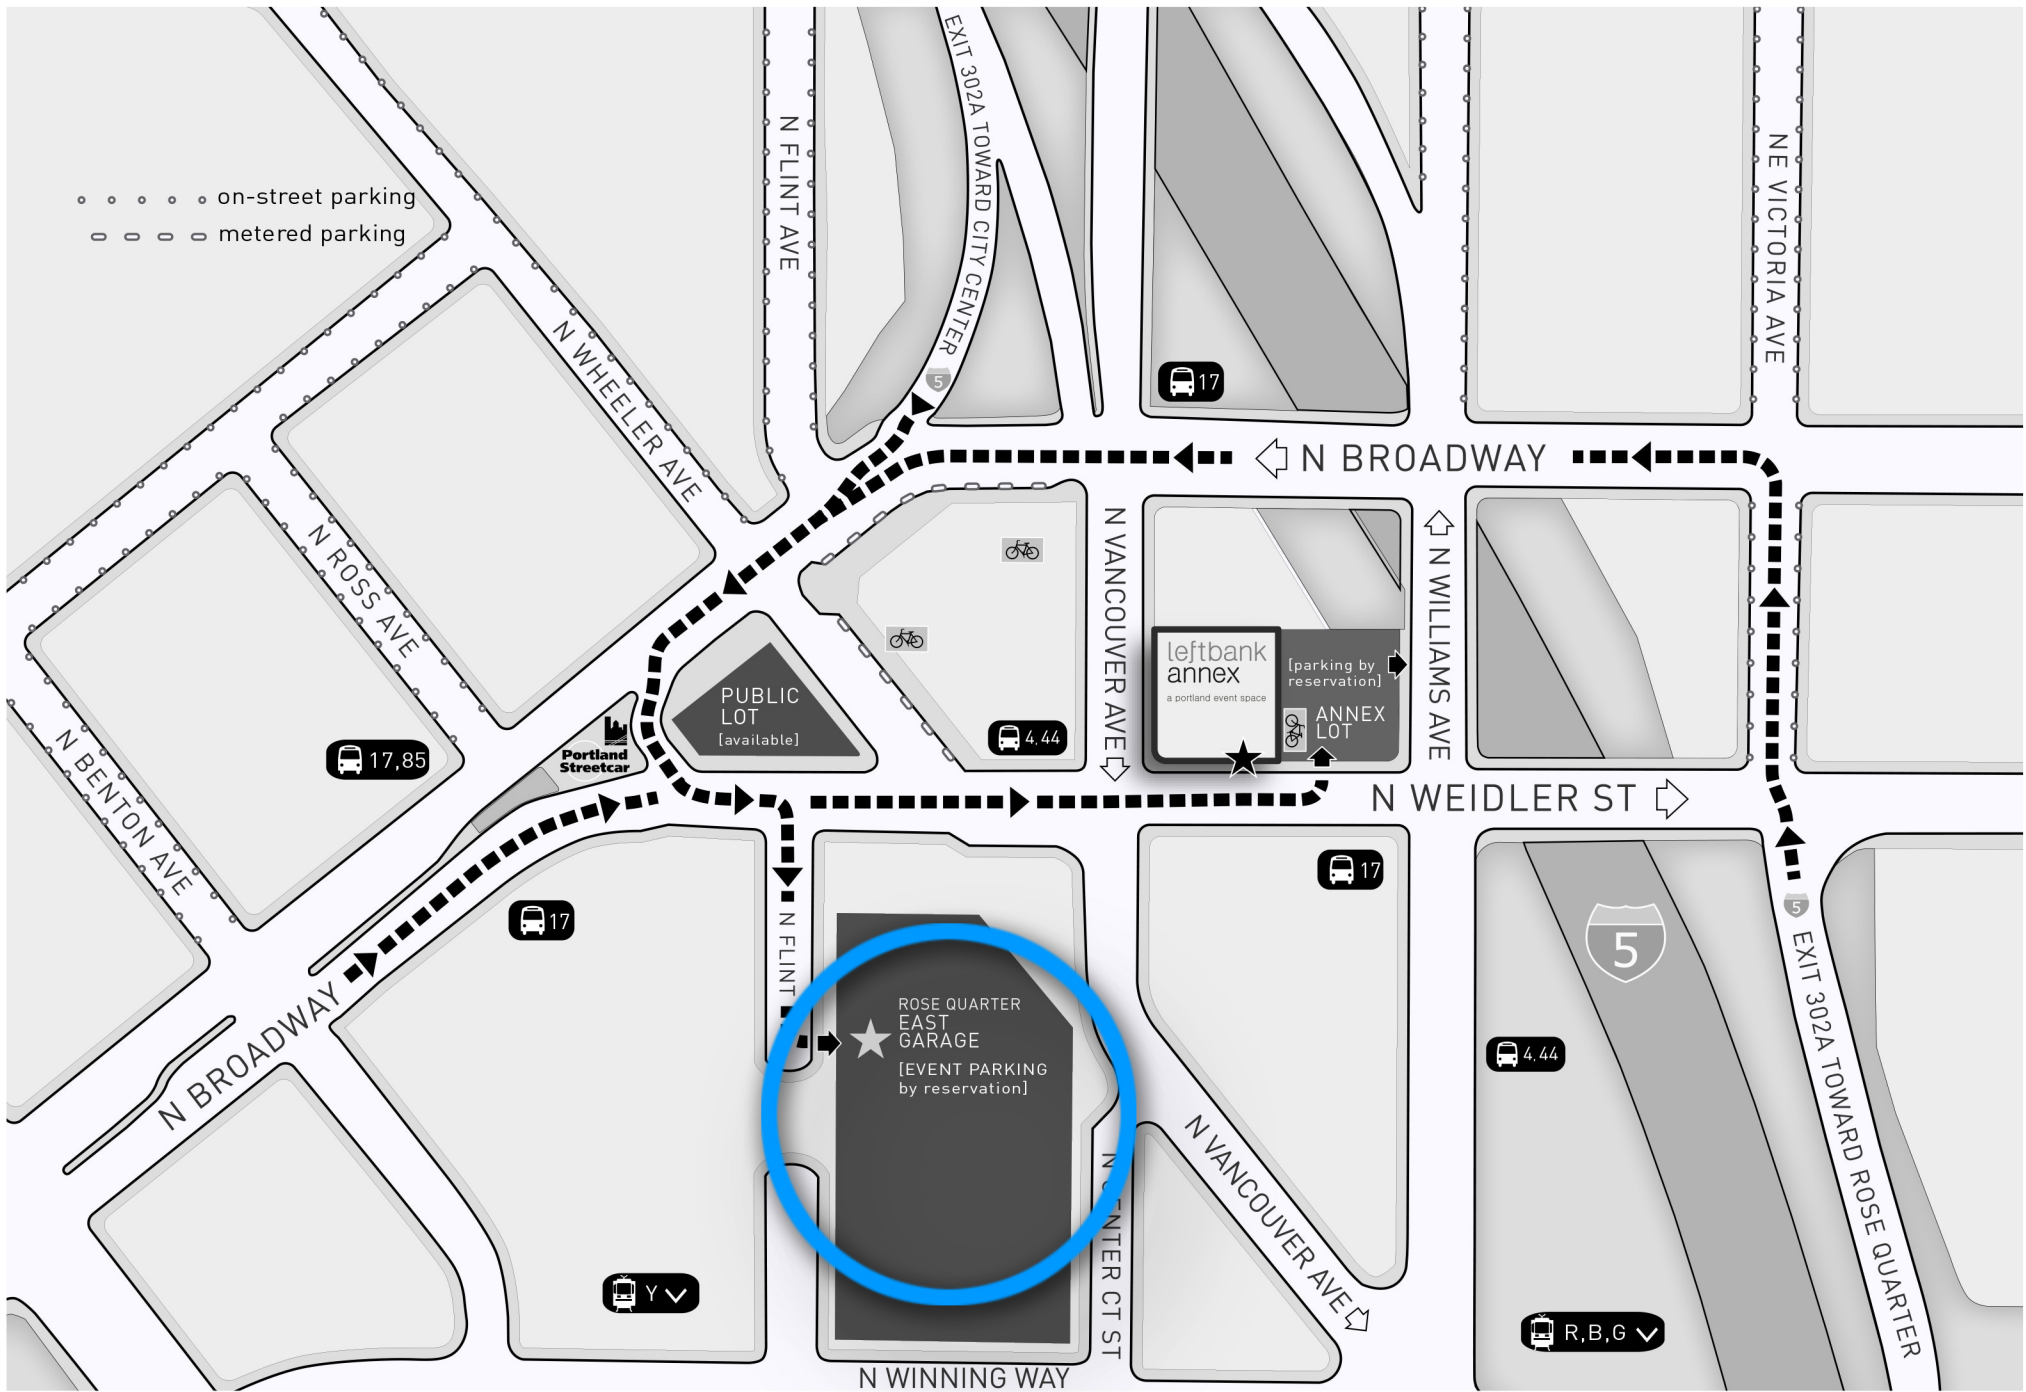 EXIT 302A TOWARD CITY CENTER
N FLINT AVE
NE VICTORIA AVE
on-street parking
metered parking
N WHEELER AVE
5
17
N BROADWAY
N ROSS AVE
N VANCOUVER AVE
N WILLIAMS AVE
leftbank
annex
a portland event space
[parking by
reservation]
ANNEX
LOT
PUBLIC
LOT
[available]
4,44
Portland
Streetcar
17,85
N BENTON AVE
N WEIDLER ST
17
17
5
5
N FLINT
EXIT 302A TOWARD ROSE QUARTER
N BROADWAY
ROSE QUARTER
EAST
GARAGE
[EVENT PARKING
by reservation]
4,44
N VANCOUVER AVE
N CENTER CT ST
Y
R,B,G
N WINNING WAY